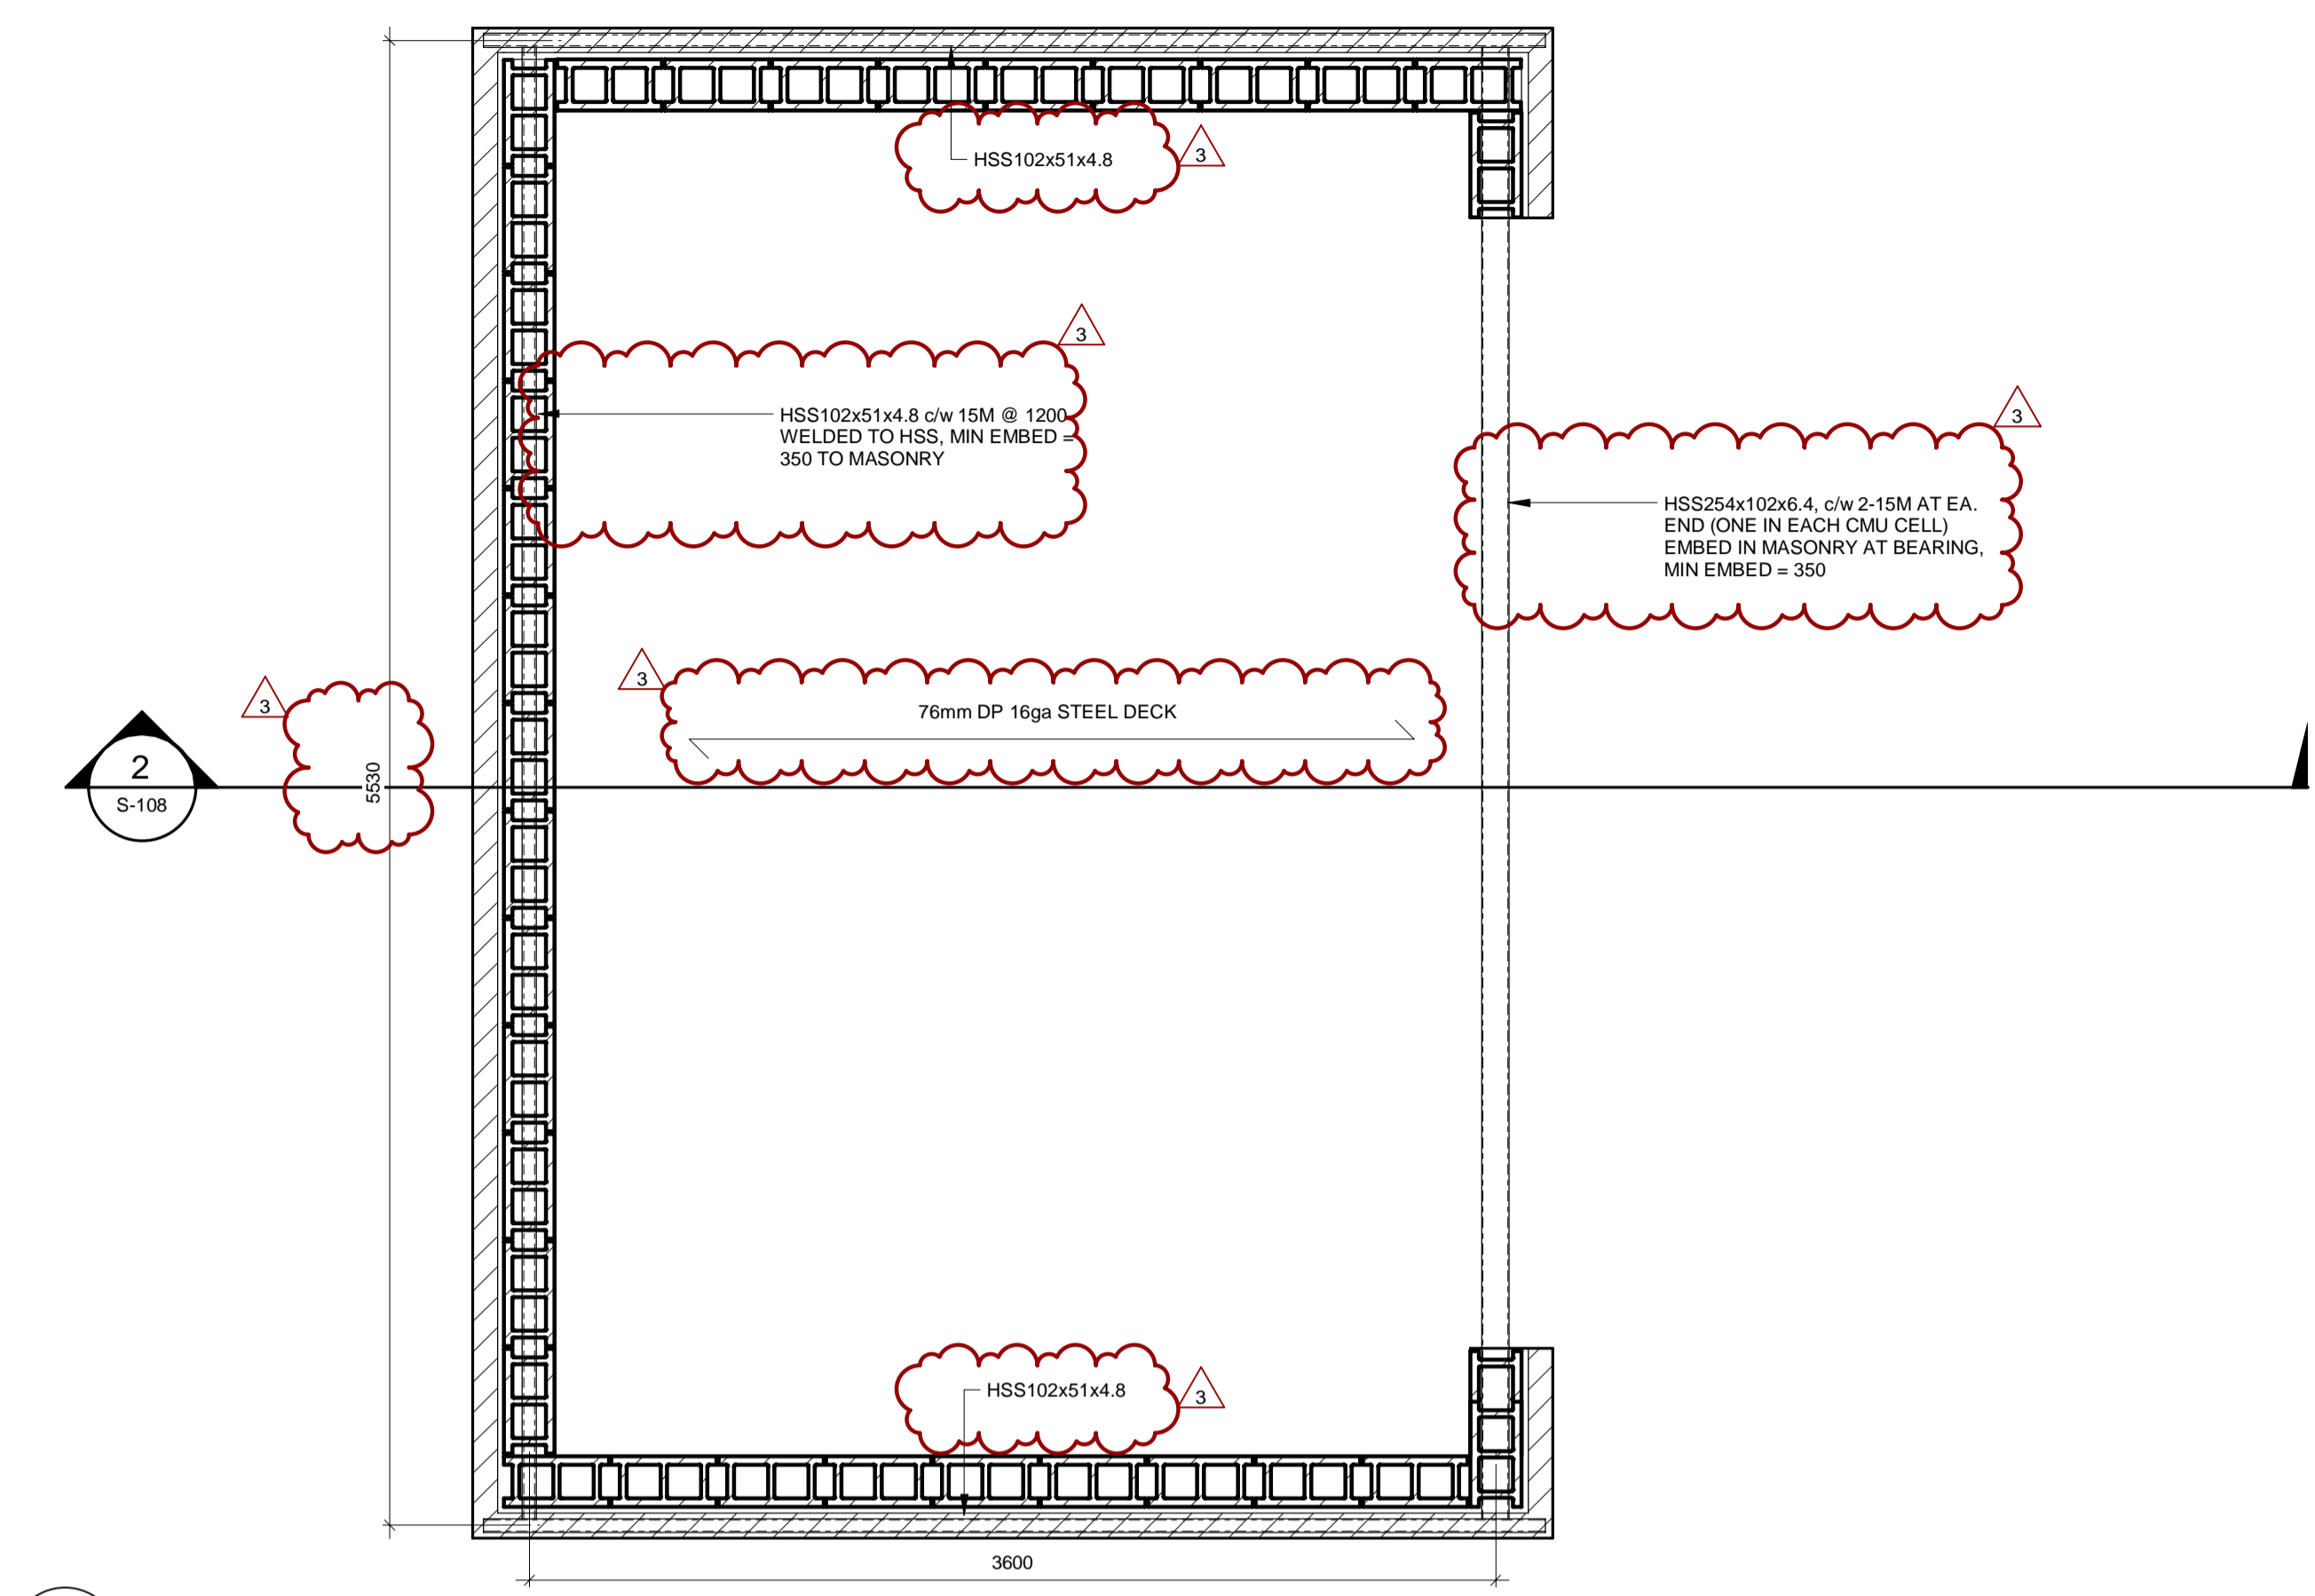 HSS102x51x4.8
3
3
HSS102x51x4.8 c/w 15M @ 1200
WELDED TO HSS, MIN EMBED =
350 TO MASONRY
3
HSS254x102x6.4, c/w 2-15M AT EA.
END (ONE IN EACH CMU CELL)
EMBED IN MASONRY AT BEARING,
MIN EMBED = 350
3
76mm DP 16ga STEEL DECK
3
2
S-108
5530
HSS102x51x4.8
3
3600